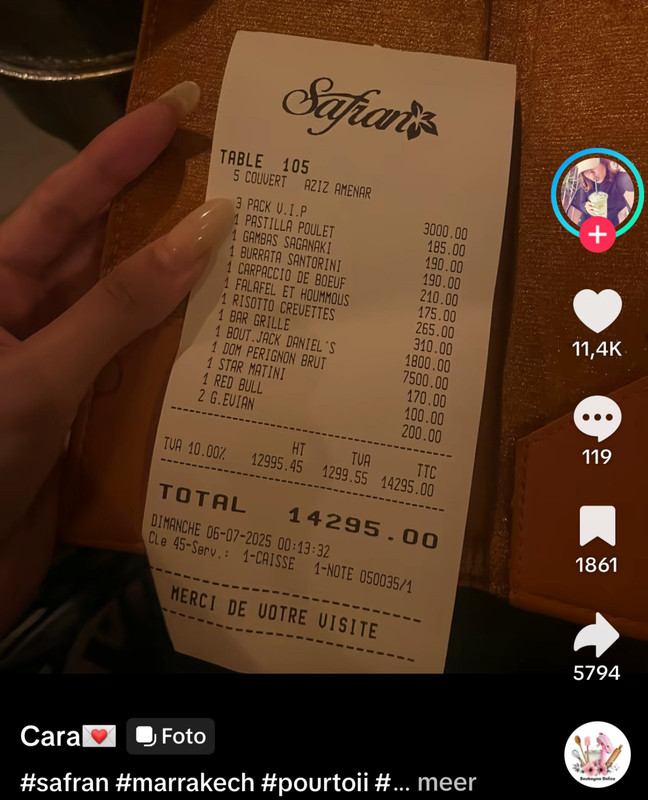 Safran
TABLE 105
5 COUVERT AZIZ AMENAR
3 PACK V.I.P 3000.00
1 PASTILLA POULET 185.00
1 GAMBAS SAGANAKI 190.00
1 BURRATA SANTORINI 190.00
1 CARPACCIO DE BOEUF 210.00
1 FALAFEL ET HOUMMOUS 175.00
1 RISOTTO CREVETTES 265.00
1 BAR GRILLE 310.00
1 BOUT.JACK DANIEL'S 1800.00
1 DOM PERIGNON BRUT 7500.00
1 STAR MATINI 170.00
1 RED BULL 100.00
2 G.EVIAN 200.00
HT TVA TTC
TVA 10.00% 12995.45 1299.55 14295.00
TOTAL 14295.00
DIMANCHE 06-07-2025 00:13:32
CLe 45-Serv.: 1-CAISSE 1-NOTE 050035/1
MERCI DE VOTRE VISITE
11,4K
119
1861
5794
Cara💌 Foto
#safran #marrakech #pourtoii #... meer